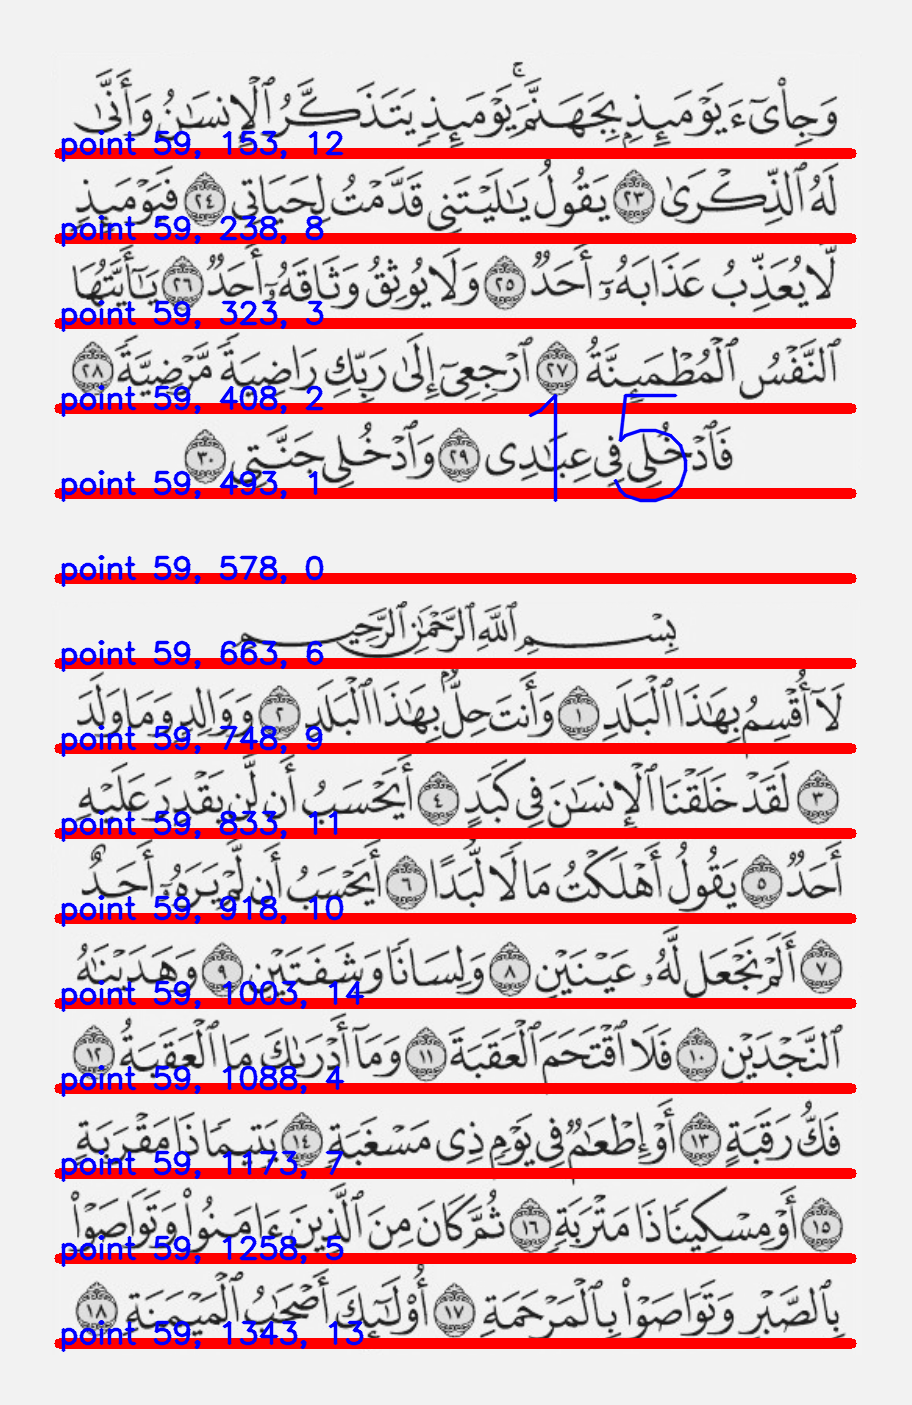 وَجِاْىٓءَ يَوْمَئِذٍۭ بِجَهَنَّمَ ۚ يَوْمَئِذٍ يَتَذَكَّرُ ٱلْإِنسَٰنُ وَأَنَّىٰ
point 59, 153, 12
لَهُ ٱلذِّكْرَىٰ ٢٣ يَقُولُ يَٰلَيْتَنِى قَدَّمْتُ لِحَيَاتِى ٢٤ فَيَوْمَئِذٍ
point 59, 238, 8
لَّا يُعَذِّبُ عَذَابَهُۥٓ أَحَدٌ ٢٥ وَلَا يُوثِقُ وَثَاقَهُۥٓ أَحَدٌ ٢٦ يَٰٓأَيَّتُهَا
point 59, 323, 3
ٱلنَّفْسُ ٱلْمُطْمَئِنَّةُ ٢٧ ٱرْجِعِىٓ إِلَىٰ رَبِّكِ رَاضِيَةً مَّرْضِيَّةً ٢٨
point 59, 408, 2
فَٱدْخُلِى فِى عِبَٰدِى ٢٩ وَٱدْخُلِى جَنَّتِى ٣٠
15
point 59, 493, 1
point 59, 578, 0
بِسْمِ ٱللَّهِ ٱلرَّحْمَٰنِ ٱلرَّحِيمِ
point 59, 663, 6
لَآ أُقْسِمُ بِهَٰذَا ٱلْبَلَدِ ١ وَأَنتَ حِلٌّۢ بِهَٰذَا ٱلْبَلَدِ ٢ وَوَالِدٍ وَمَا وَلَدَ
point 59, 748, 9
٣ لَقَدْ خَلَقْنَا ٱلْإِنسَٰنَ فِى كَبَدٍ ٤ أَيَحْسَبُ أَن لَّن يَقْدِرَ عَلَيْهِ
point 59, 833, 11
أَحَدٌ ٥ يَقُولُ أَهْلَكْتُ مَالًا لُّبَدًا ٦ أَيَحْسَبُ أَن لَّمْ يَرَهُۥٓ أَحَدٌ
point 59, 918, 10
٧ أَلَمْ نَجْعَل لَّهُۥ عَيْنَيْنِ ٨ وَلِسَانًا وَشَفَتَيْنِ ٩ وَهَدَيْنَٰهُ
point 59, 1003, 14
ٱلنَّجْدَيْنِ ١٠ فَلَا ٱقْتَحَمَ ٱلْعَقَبَةَ ١١ وَمَآ أَدْرَىٰكَ مَا ٱلْعَقَبَةُ ١٢
point 59, 1088, 4
فَكُّ رَقَبَةٍ ١٣ أَوْ إِطْعَٰمٌ فِى يَوْمٍ ذِى مَسْغَبَةٍ ١٤ يَتِيمًا ذَا مَقْرَبَةٍ
point 59, 1173, 7
١٥ أَوْ مِسْكِينًا ذَا مَتْرَبَةٍ ١٦ ثُمَّ كَانَ مِنَ ٱلَّذِينَ ءَامَنُوا۟ وَتَوَاصَوْا۟
point 59, 1258, 5
بِٱلصَّبْرِ وَتَوَاصَوْا۟ بِٱلْمَرْحَمَةِ ١٧ أُو۟لَٰٓئِكَ أَصْحَٰبُ ٱلْمَيْمَنَةِ ١٨
point 59, 1343, 13